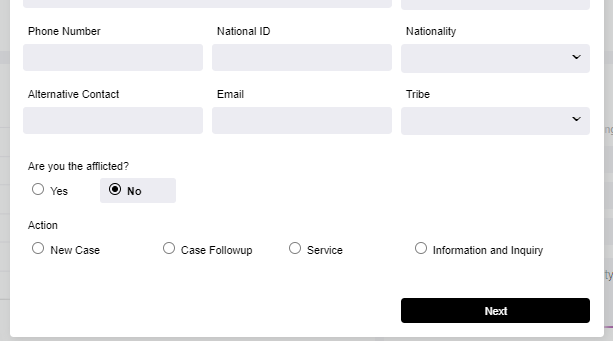 Phone Number National ID Nationality
Alternative Contact Email Tribe
Are you the afflicted?
Yes No
Action
New Case Case Followup Service Information and Inquiry
Next